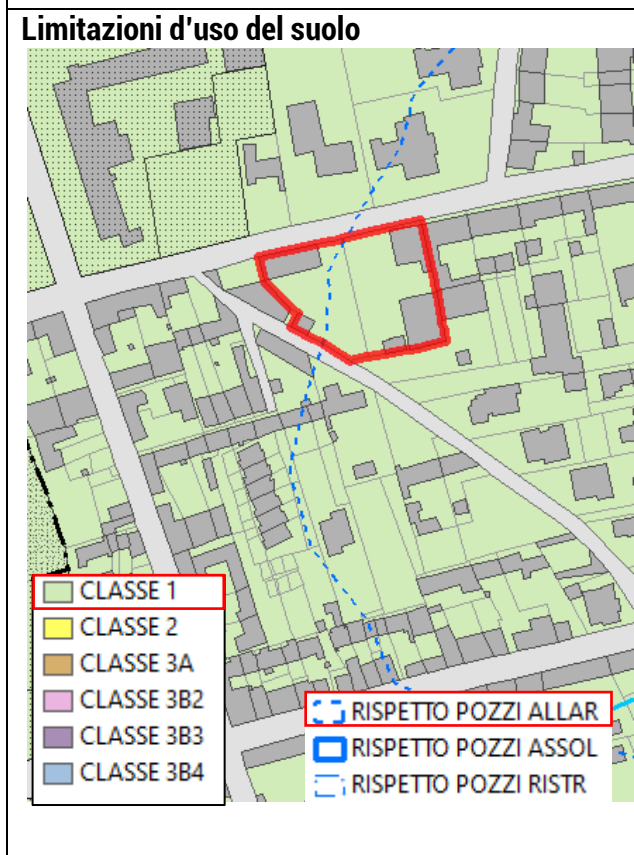 Limitazioni d'uso del suolo
CLASSE 1
CLASSE 2
CLASSE 3A
CLASSE 3B2
CLASSE 3B3
CLASSE 3B4
RISPETTO POZZI ALLAR
RISPETTO POZZI ASSOL
RISPETTO POZZI RISTR